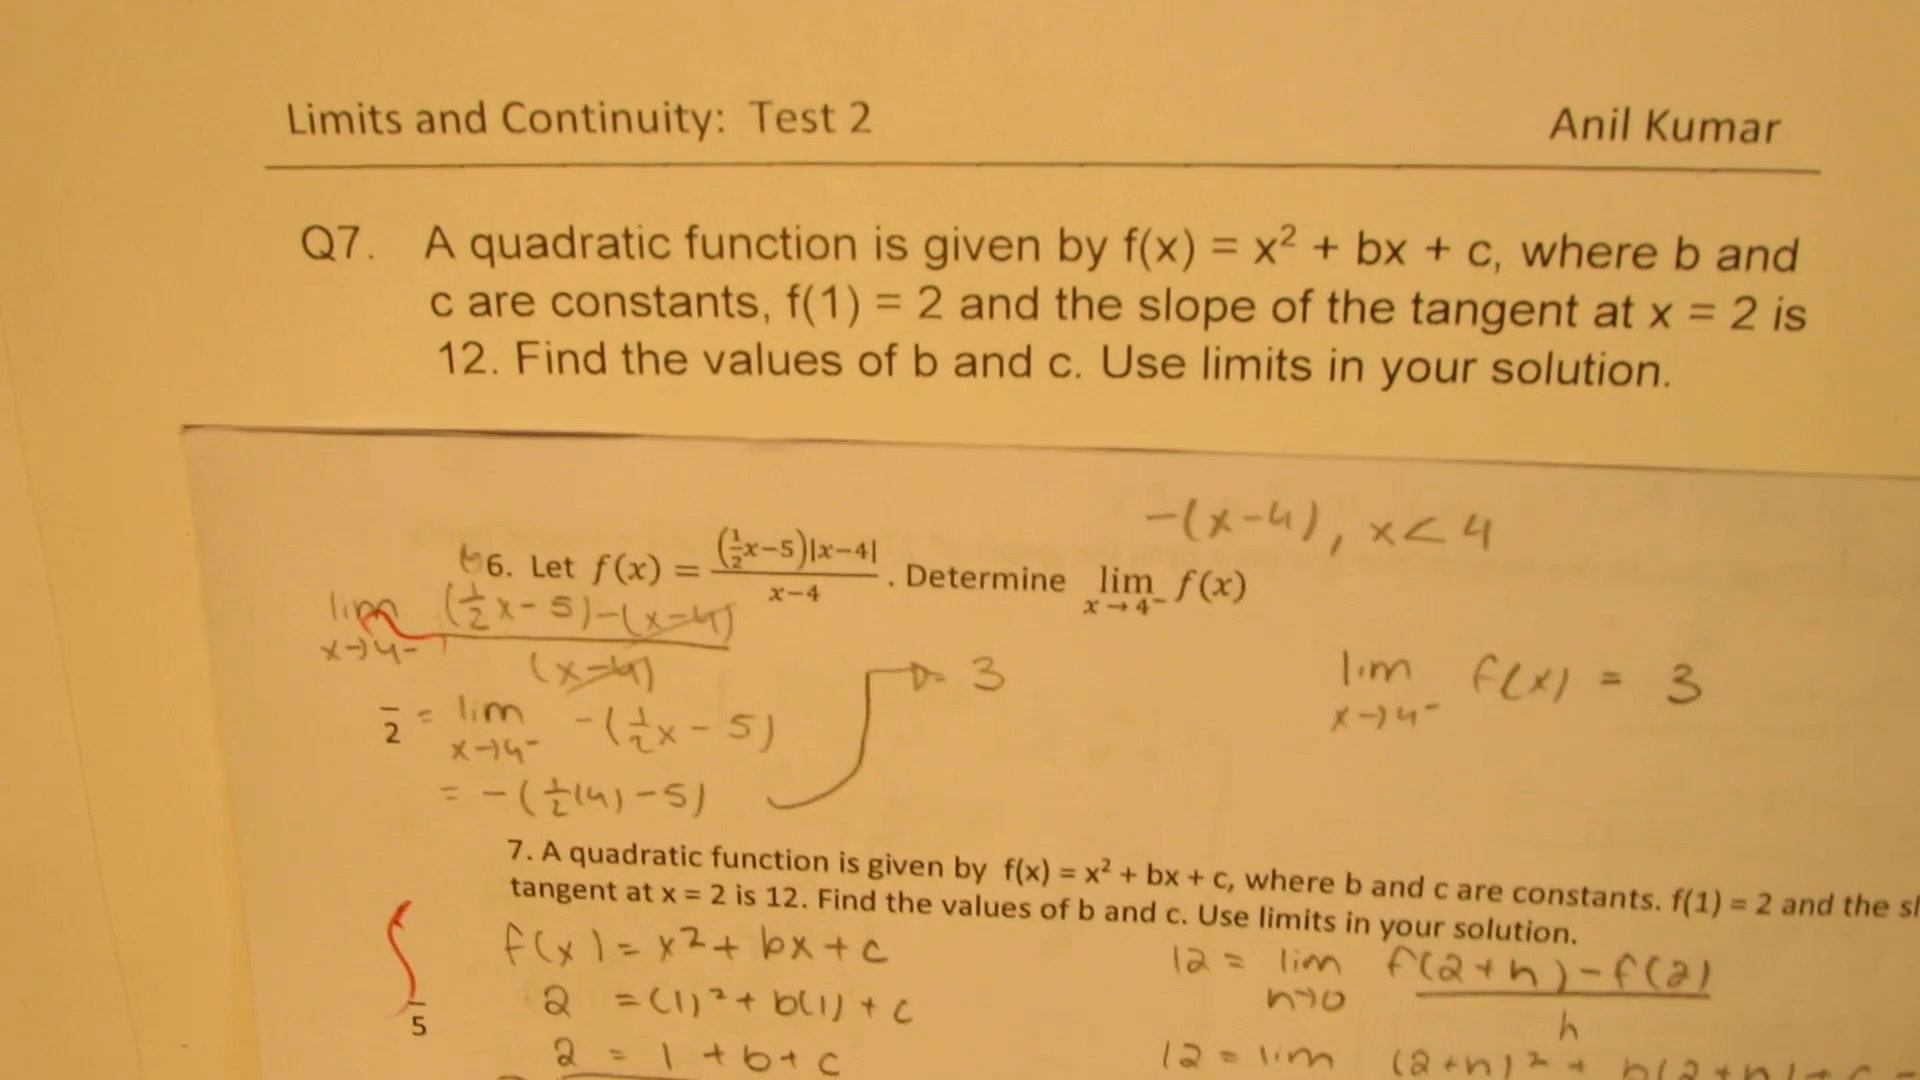 Limits and Continuity: Test 2
Anil Kumar
Q7. A quadratic function is given by f(x) = x² + bx + c, where b and
c are constants, f(1) = 2 and the slope of the tangent at x = 2 is
12. Find the values of b and c. Use limits in your solution.
-(x-4), x<4
6. Let f(x) = (½x−5)|x−4| / x−4 . Determine lim x→4⁻ f(x)
lim x→4- (½x-5)-(x-4) / (x-4)
3
lim x→4- f(x) = 3
2
= lim x→4- -(½x-5)
= -(½(4)-5)
7. A quadratic function is given by f(x) = x² + bx + c, where b and c are constants. f(1) = 2 and the sl
tangent at x = 2 is 12. Find the values of b and c. Use limits in your solution.
f(x) = x²+ bx + c
12 = lim h→0 f(2+h)-f(2) / h
2 = (1)²+ b(1) + c
5
2 = 1 + b + c
12 = lim (2+h)² + b(2+h)+c -